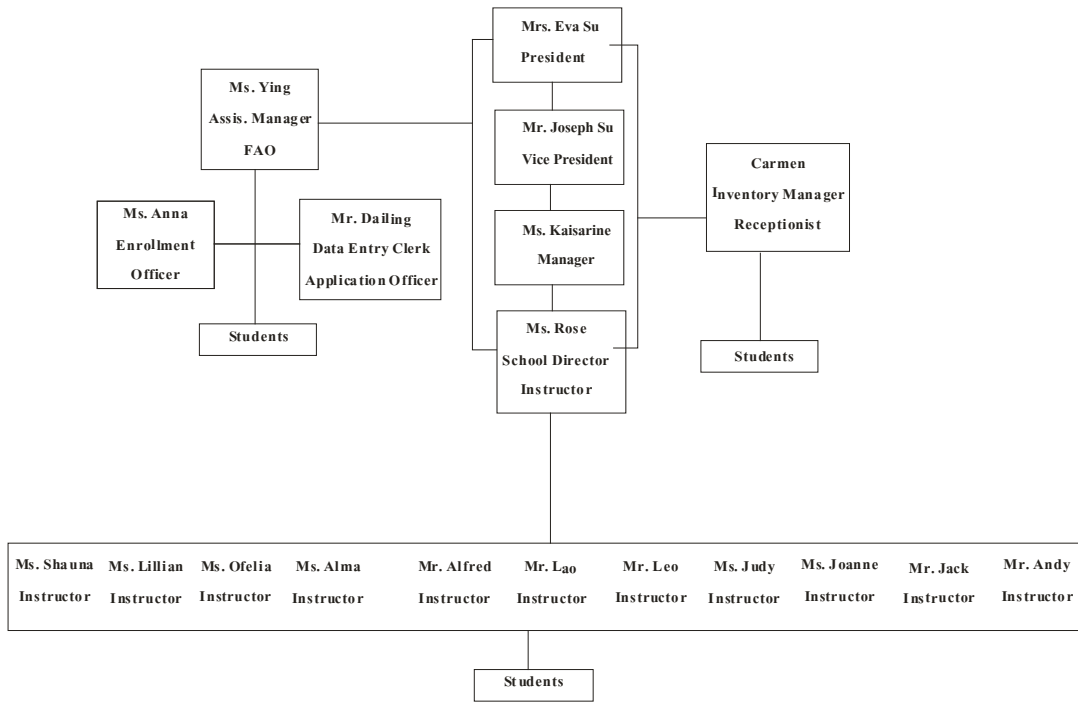 Mrs. Eva Su
President
Ms. Ying
Assis. Manager
FAO
Mr. Joseph Su
Vice President
Carmen
Inventory Manager
Receptionist
Ms. Anna
Enrollment
Officer
Mr. Dailing
Data Entry Clerk
Application Officer
Ms. Kaisarine
Manager
Students
Ms. Rose
School Director
Instructor
Students
Ms. Shauna
Instructor
Ms. Lillian
Instructor
Ms. Ofelia
Instructor
Ms. Alma
Instructor
Mr. Alfred
Instructor
Mr. Lao
Instructor
Mr. Leo
Instructor
Ms. Judy
Instructor
Ms. Joanne
Instructor
Mr. Jack
Instructor
Mr. Andy
Instructor
Students